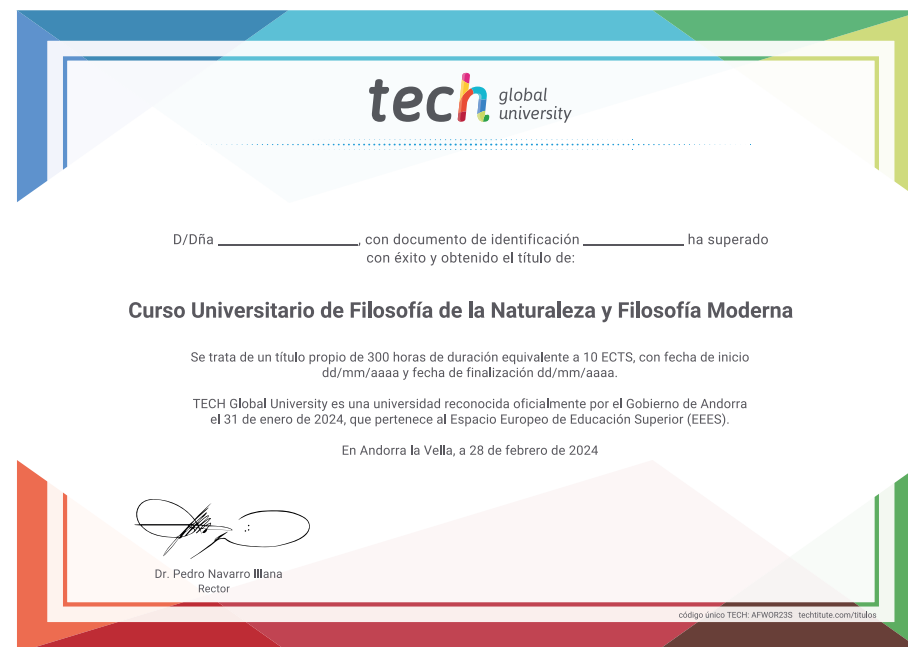 tech global university
D/Dña ____________________, con documento de identificación ______________ ha superado
con éxito y obtenido el título de:
Curso Universitario de Filosofía de la Naturaleza y Filosofía Moderna
Se trata de un título propio de 300 horas de duración equivalente a 10 ECTS, con fecha de inicio
dd/mm/aaaa y fecha de finalización dd/mm/aaaa.
TECH Global University es una universidad reconocida oficialmente por el Gobierno de Andorra
el 31 de enero de 2024, que pertenece al Espacio Europeo de Educación Superior (EEES).
En Andorra la Vella, a 28 de febrero de 2024
Dr. Pedro Navarro Illana
Rector
código único TECH: AFWOR23S techtitute.com/titulos